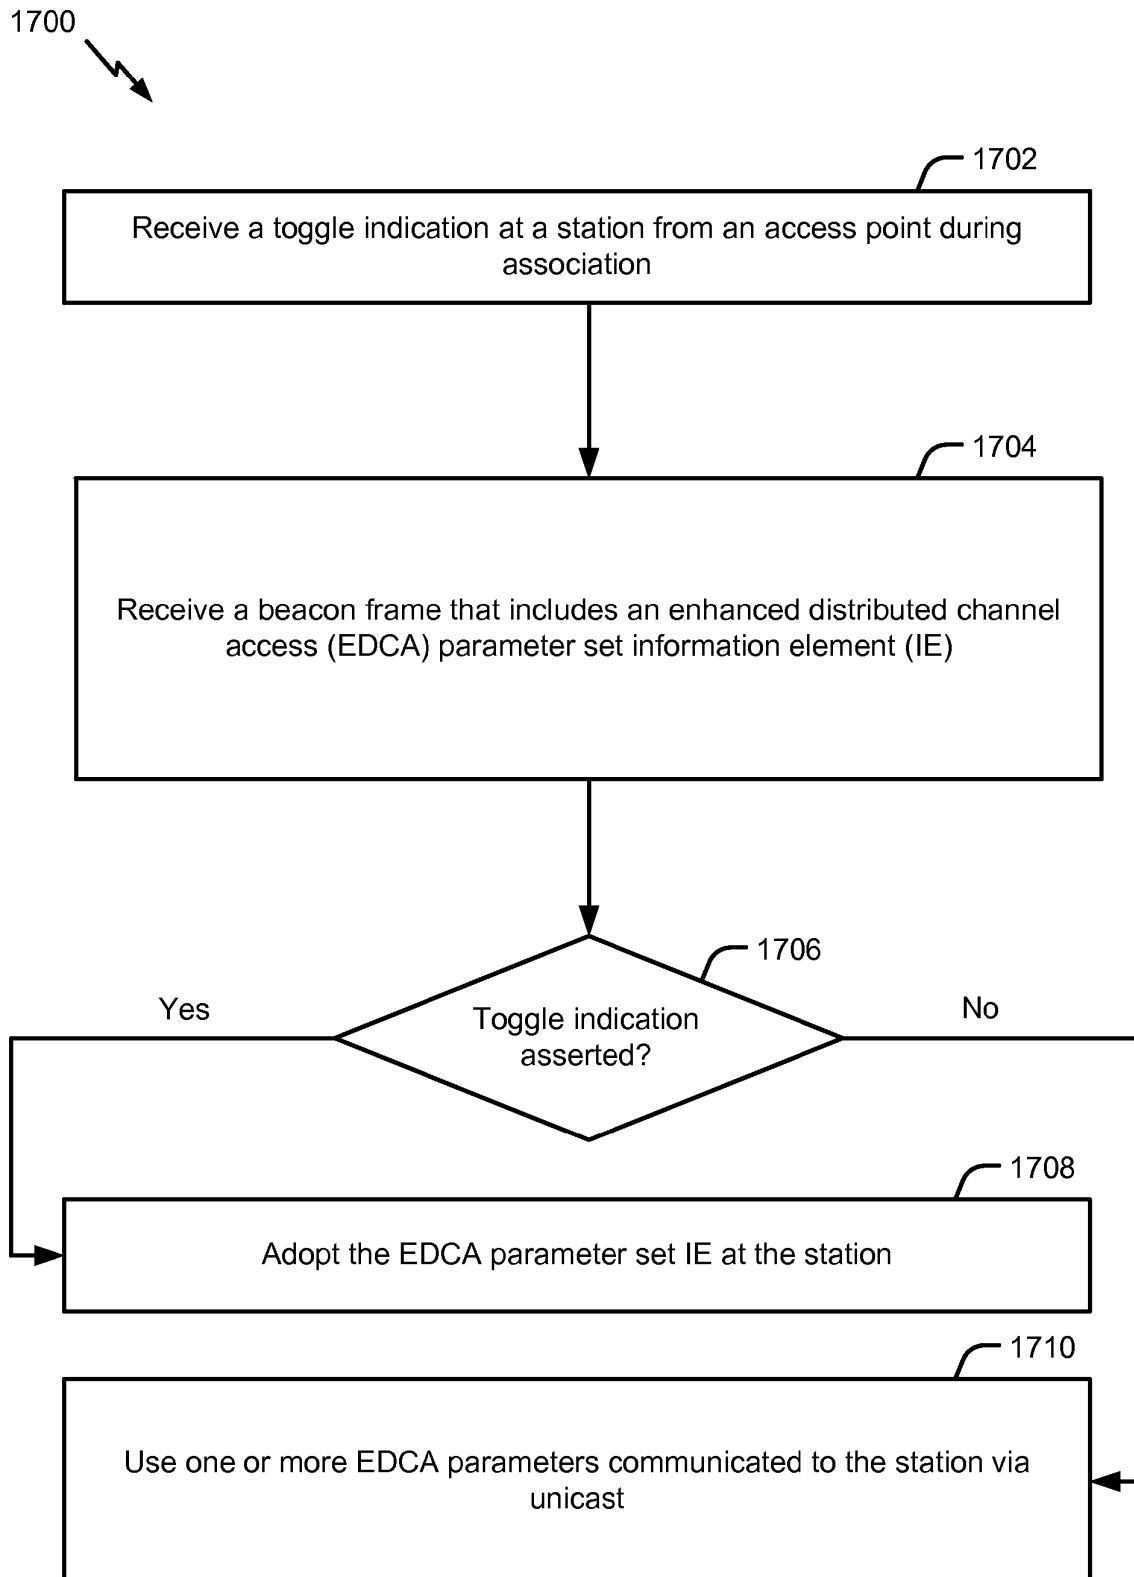 1700
1702
Receive a toggle indication at a station from an access point during
association
1704
Receive a beacon frame that includes an enhanced distributed channel
access (EDCA) parameter set information element (IE)
1706
Yes
No
Toggle indication
asserted?
1708
Adopt the EDCA parameter set IE at the station
1710
Use one or more EDCA parameters communicated to the station via
unicast